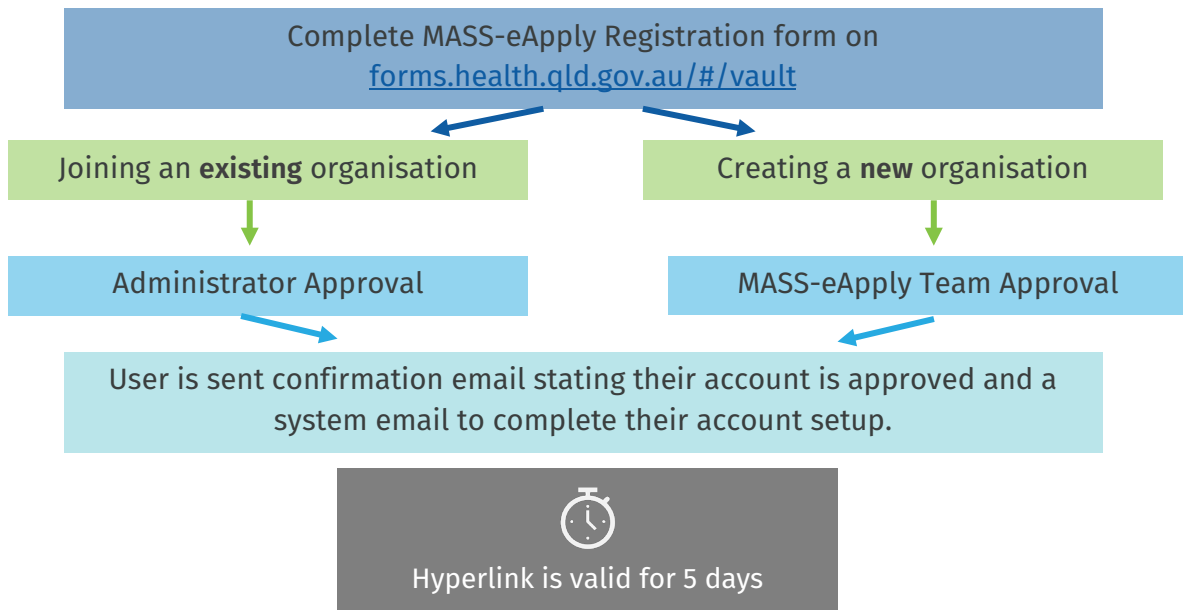 Complete MASS-eApply Registration form on
forms.health.qld.gov.au/#/vault
Joining an existing organisation
Creating a new organisation
Administrator Approval
MASS-eApply Team Approval
User is sent confirmation email stating their account is approved and a
system email to complete their account setup.
Hyperlink is valid for 5 days